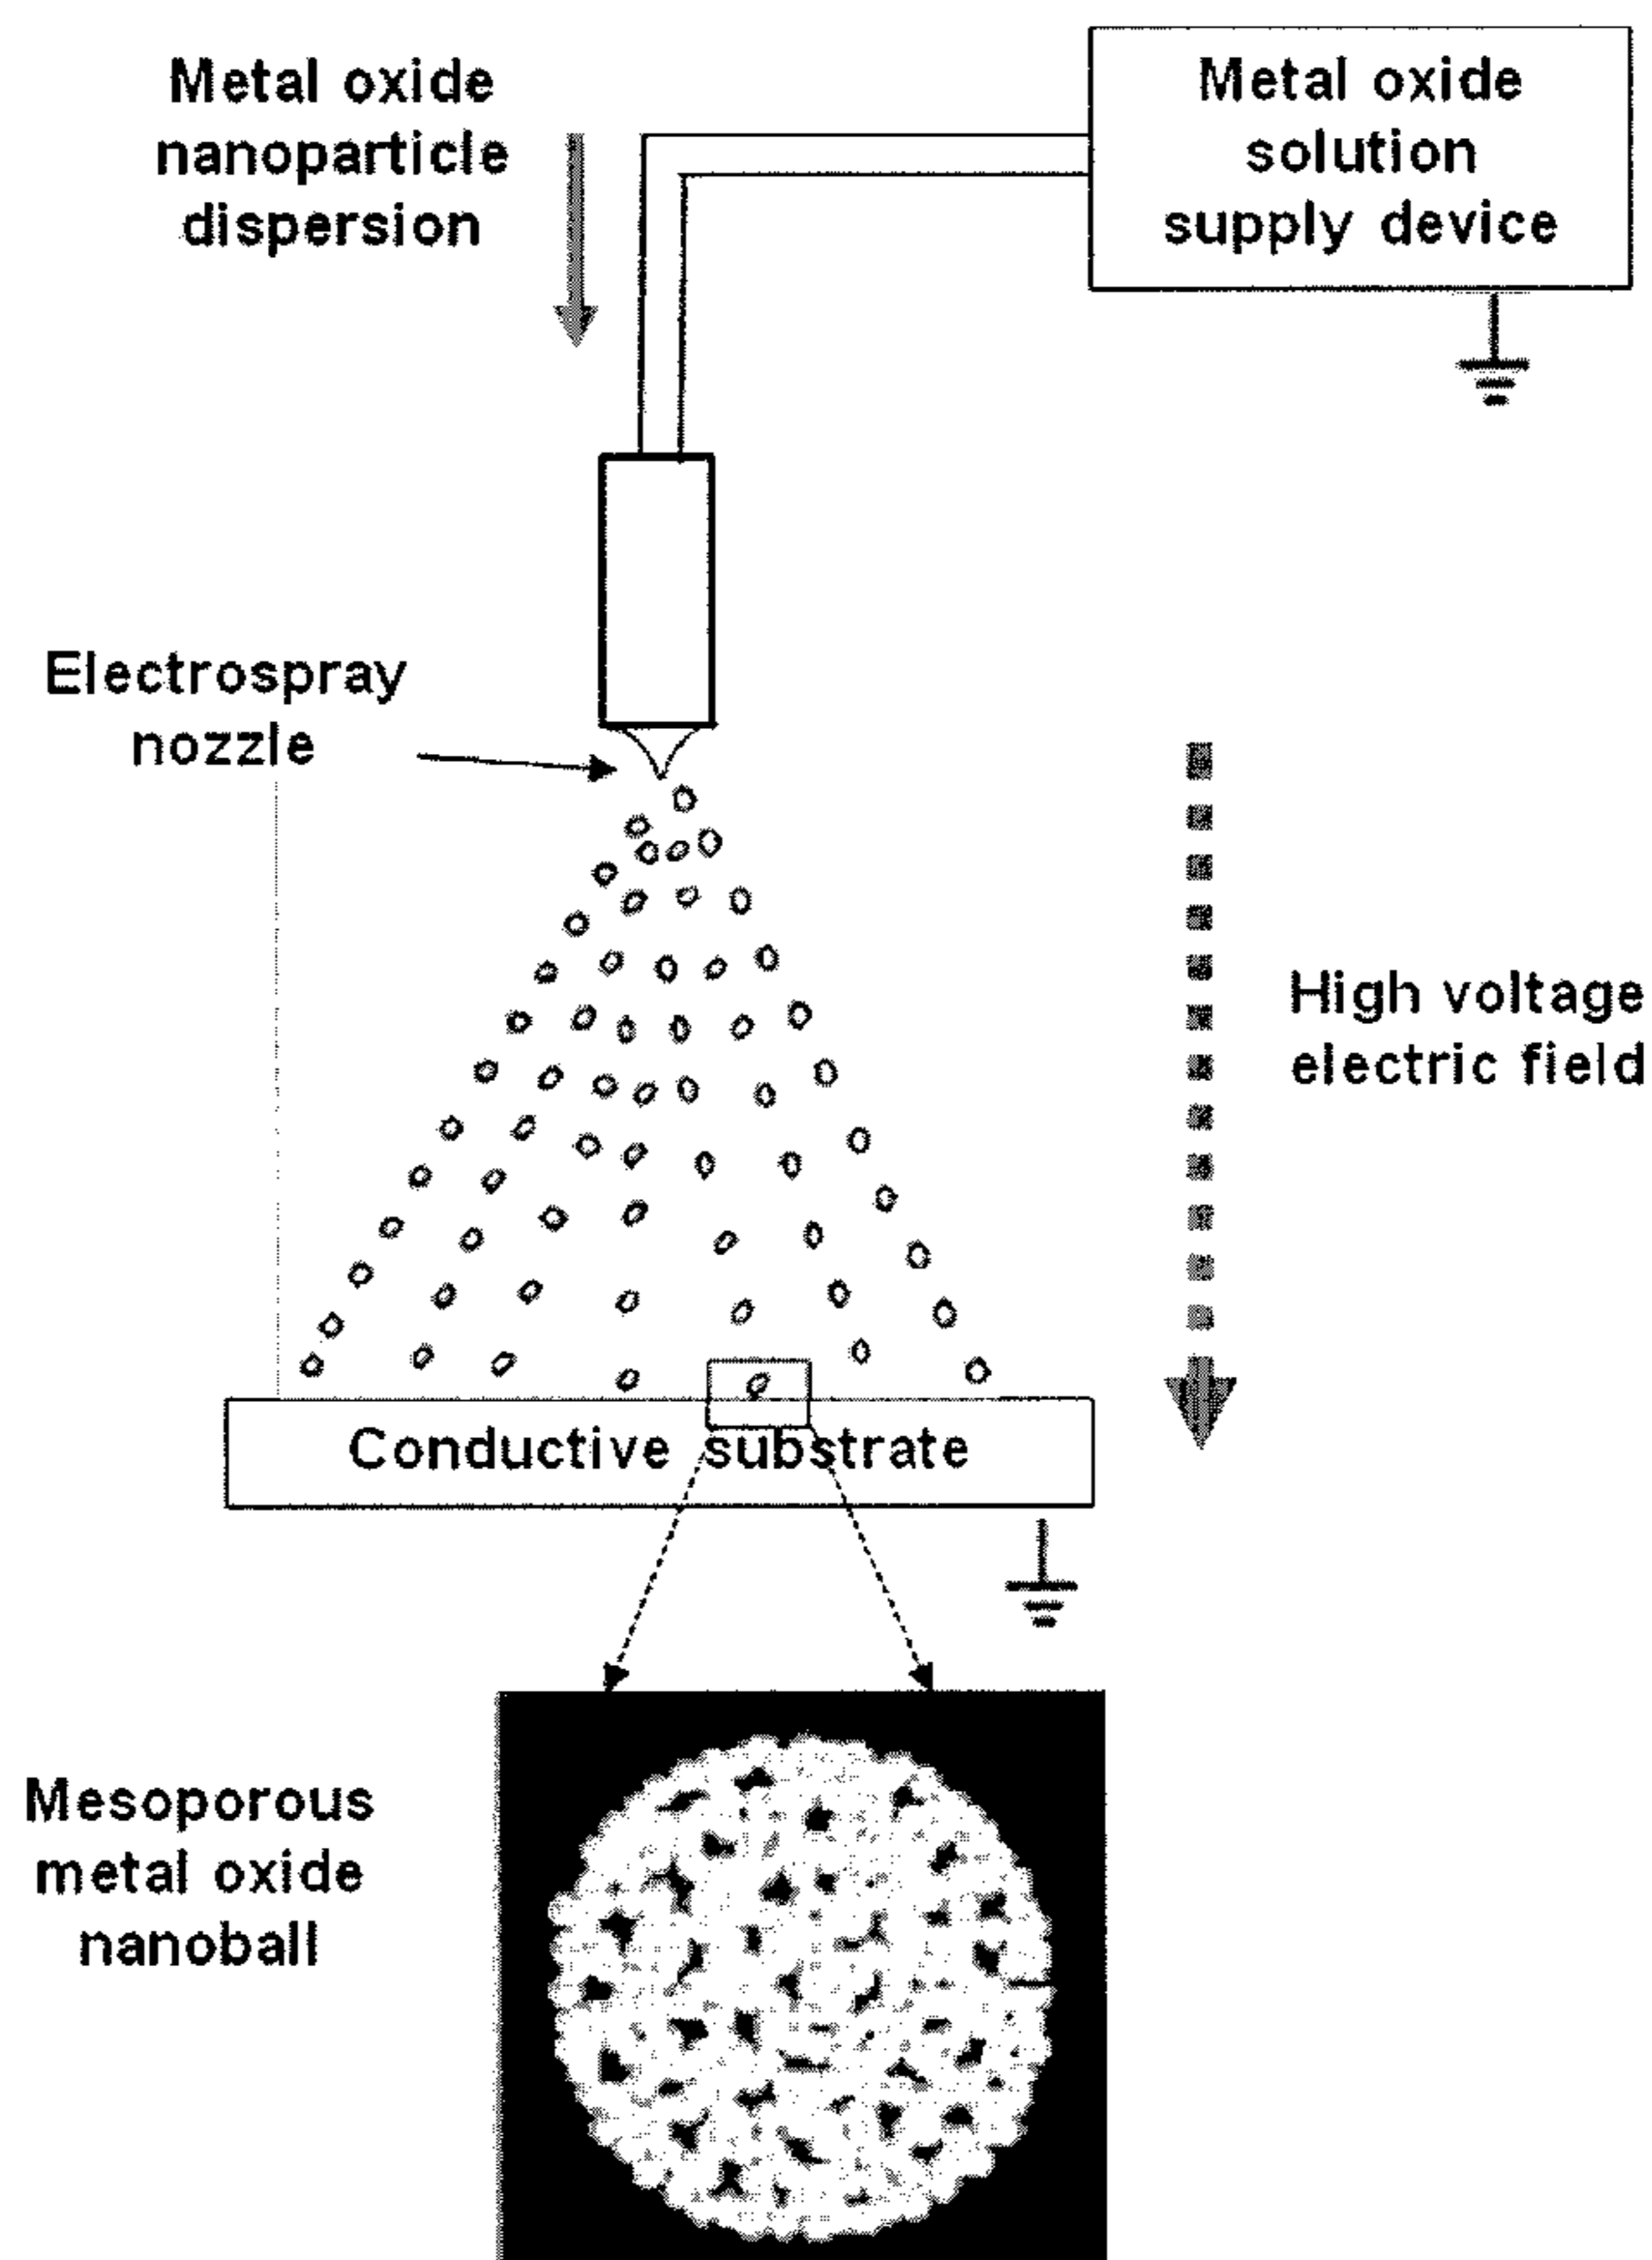 Metal oxide
nanoparticle
dispersion
Metal oxide
solution
supply device
Electrospray
nozzle
High voltage
electric field
Conductive substrate
Mesoporous
metal oxide
nanoball